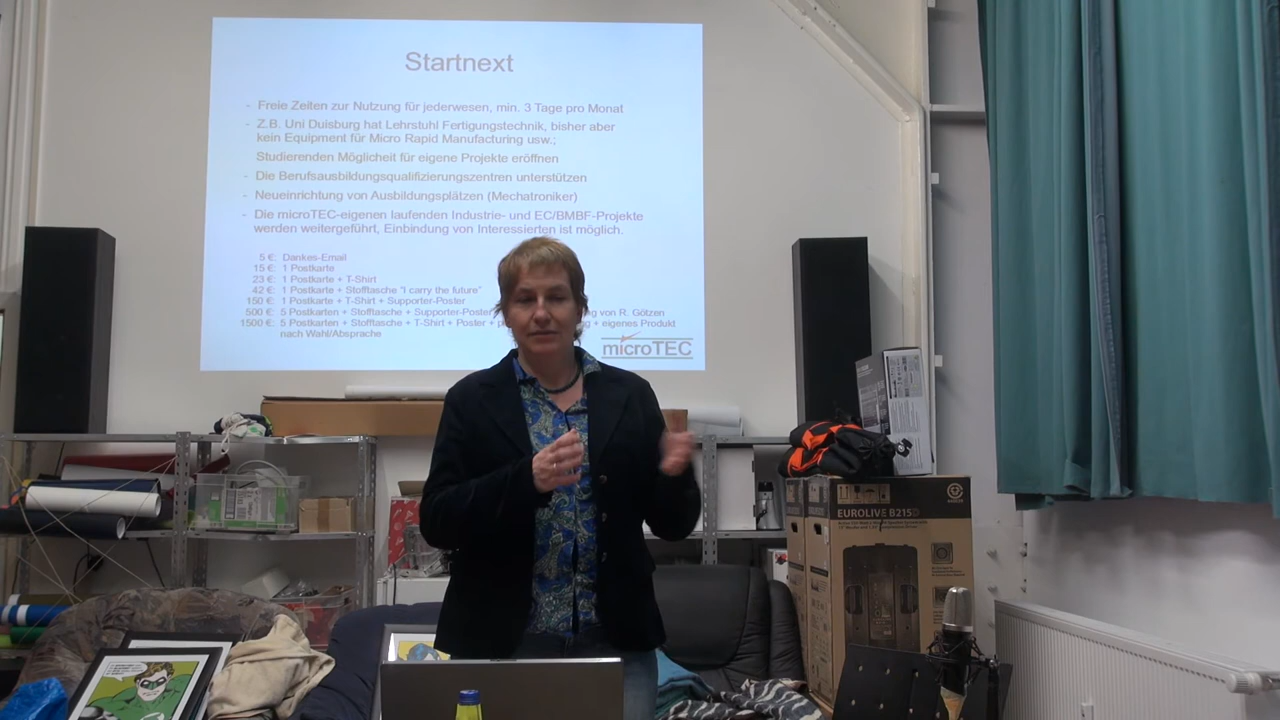 Startnext
- Freie Zeiten zur Nutzung für jederwesen, min. 3 Tage pro Monat
- Z.B. Uni Duisburg hat Lehrstuhl Fertigungstechnik, bisher aber
kein Equipment für Micro Rapid Manufacturing usw.;
Studierenden Möglicheit für eigene Projekte eröffnen
- Die Berufsausbildungsqualifizierungszentren unterstützen
- Neueinrichtung von Ausbildungsplätzen (Mechatroniker)
- Die microTEC-eigenen laufenden Industrie- und EC/BMBF-Projekte
werden weitergeführt, Einbindung von Interessierten ist möglich.
5 €: Dankes-Email
15 €: 1 Postkarte
23 €: 1 Postkarte + T-Shirt
42 €: 1 Postkarte + Stofftasche "I carry the future"
150 €: 1 Postkarte + T-Shirt + Supporter-Poster
500 €: 5 Postkarten + Stofftasche + Supporter-Poster von R. Götzen
1500 €: 5 Postkarten + Stofftasche + T-Shirt + Poster + + eigenes Produkt
nach Wahl/Absprache
microTEC
EUROLIVE B215D